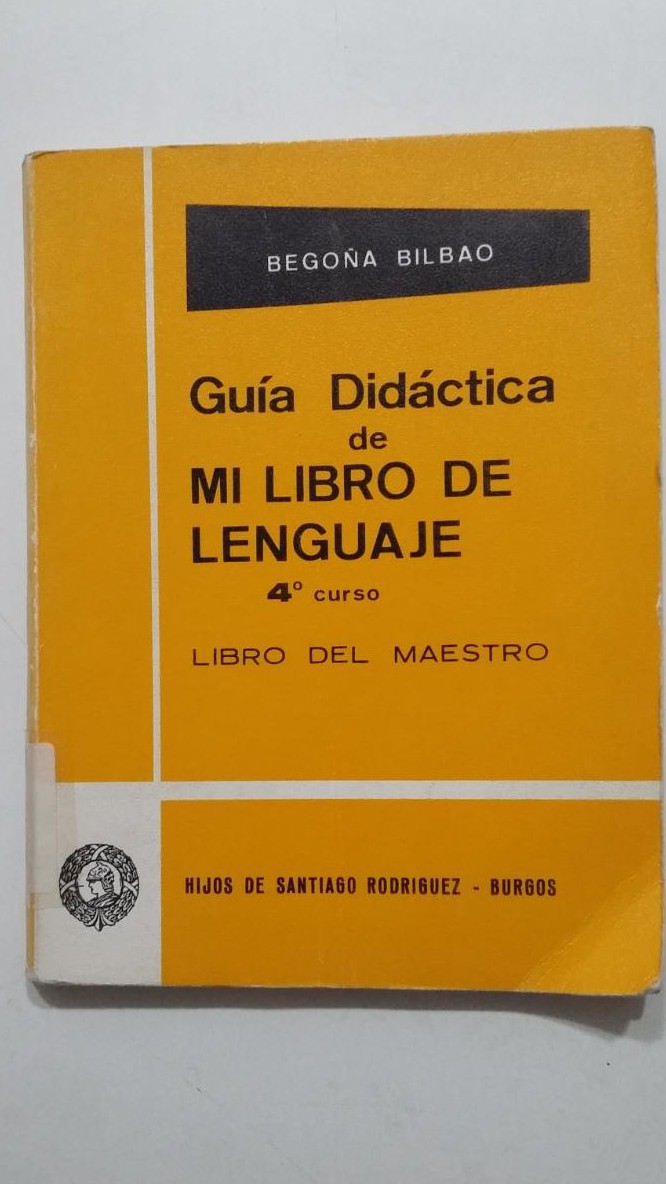 BEGOÑA BILBAO
Guía Didáctica
de
MI LIBRO DE
LENGUAJE
4º curso
LIBRO DEL MAESTRO
HIJOS DE SANTIAGO RODRIGUEZ - BURGOS